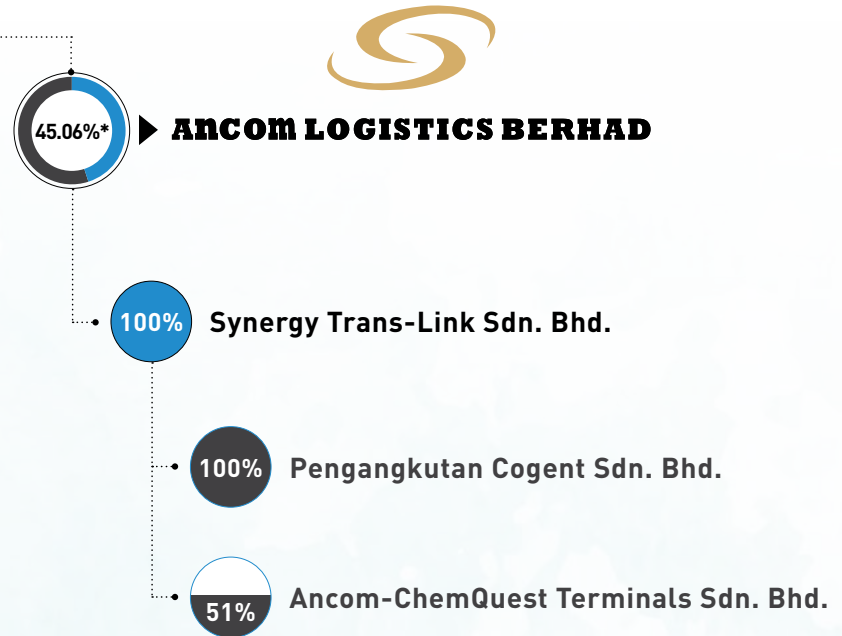 45.06%*
ANCOM LOGISTICS BERHAD
100%
Synergy Trans-Link Sdn. Bhd.
100%
Pengangkutan Cogent Sdn. Bhd.
51%
Ancom-ChemQuest Terminals Sdn. Bhd.